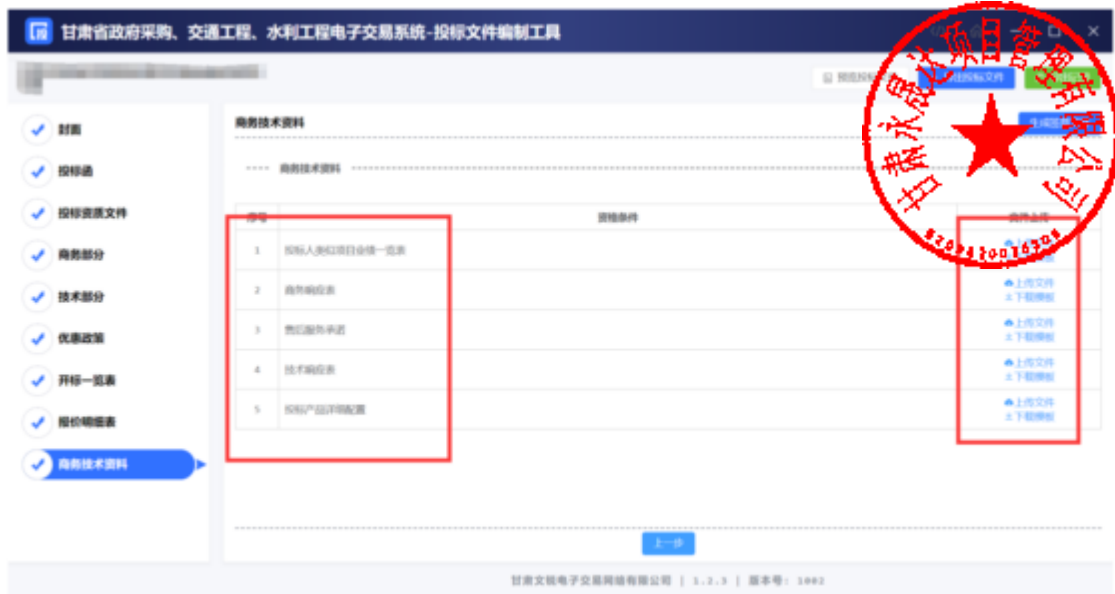 甘肃省政府采购、交通工程、水利工程电子交易系统-投标文件编制工具
封面
商务技术资料
投标函
商务技术资料
投标资质文件
序号 资格条件
商务部分
1 投标人类似项目业绩一览表
技术部分
2 商务响应表 上传文件
下载模板
优惠政策
3 售后服务承诺 上传文件
下载模板
开标一览表
4 技术响应表 上传文件
下载模板
报价明细表
5 投标产品详细配置 上传文件
下载模板
商务技术资料
上一步
甘肃文锐电子交易网络有限公司 | 1.2.3 | 版本号: 1002